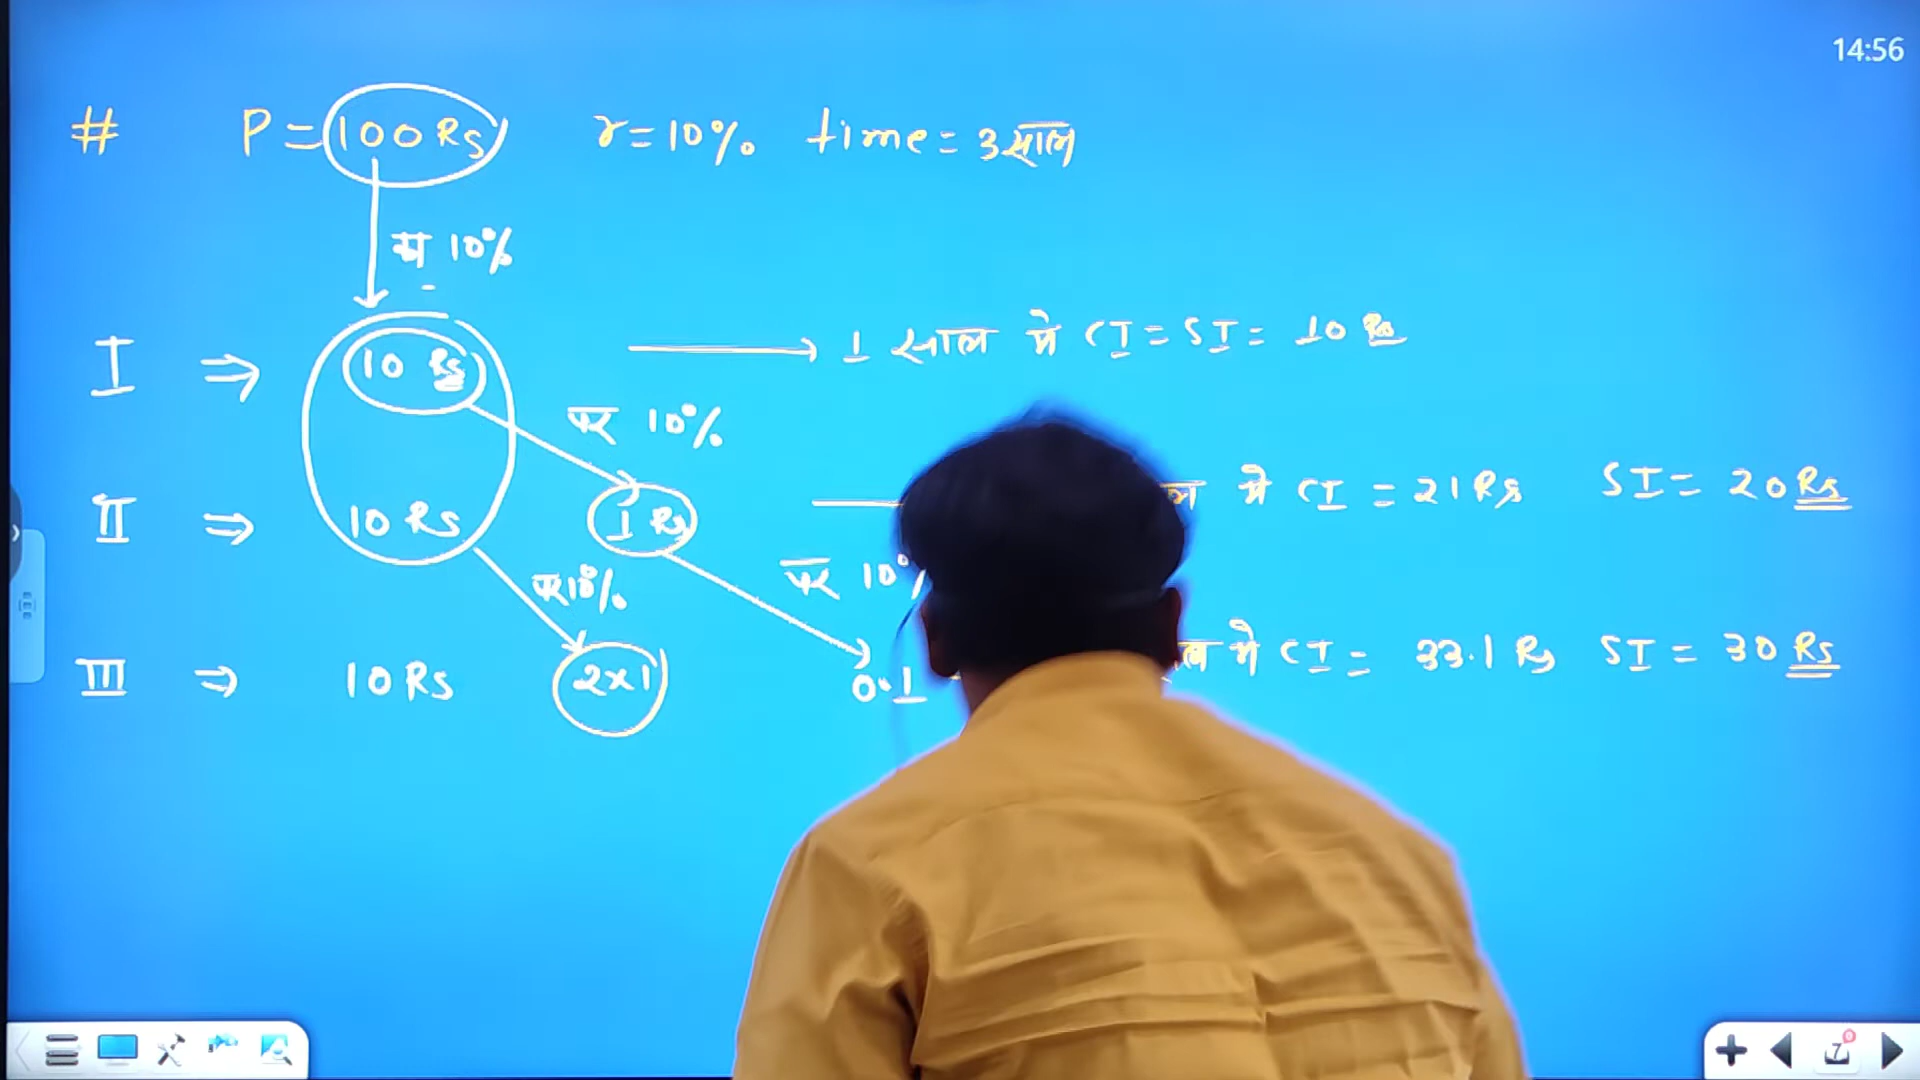 14:56
# P = 100 Rs r = 10% time = 3 साल
10%
I ⇒ 10 Rs → 1 साल मे CI = SI = 10 Rs
पर 10%
II ⇒ 10 Rs 1 Rs मे CI = 21 Rs SI = 20 Rs
पर 10% पर 10%
III ⇒ 10 Rs 2×1 0.1 मे CI = 33.1 Rs SI = 30 Rs
7